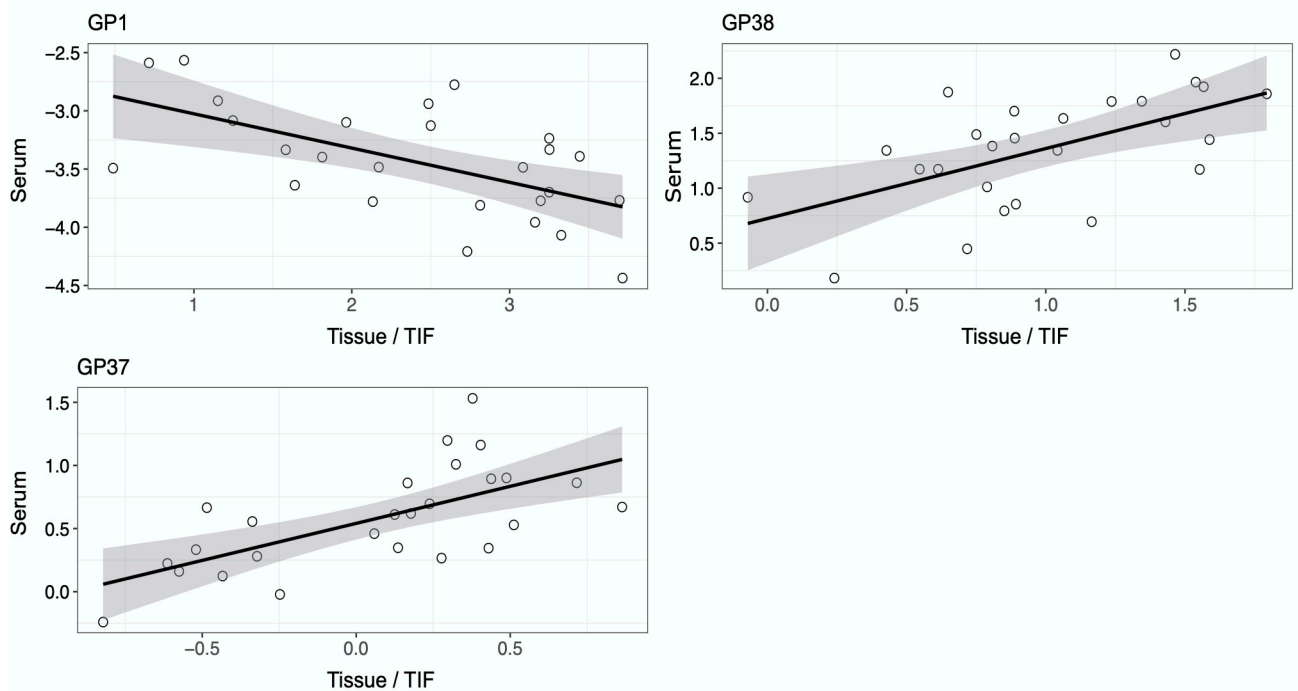 GP1
Serum
−2.5
−3.0
−3.5
−4.0
−4.5
1 2 3
Tissue / TIF
GP38
Serum
2.0
1.5
1.0
0.5
0.0 0.5 1.0 1.5
Tissue / TIF
GP37
Serum
1.5
1.0
0.5
0.0
−0.5 0.0 0.5
Tissue / TIF